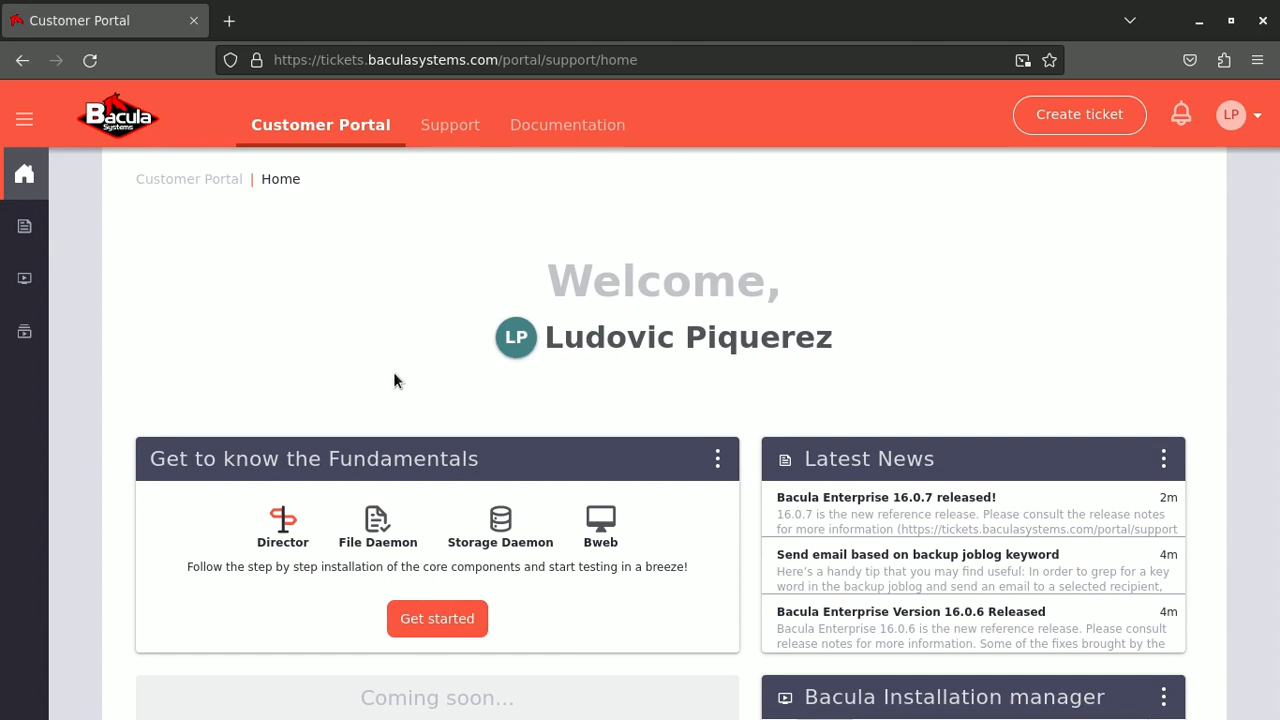 Customer Portal
https://tickets.baculasystems.com/portal/support/home
Bacula
Systems
Customer Portal
Support
Documentation
Create ticket
LP
Customer Portal | Home
Welcome,
LP Ludovic Piquerez
Get to know the Fundamentals
Director
File Daemon
Storage Daemon
Bweb
Follow the step by step installation of the core components and start testing in a breeze!
Get started
Coming soon...
Latest News
Bacula Enterprise 16.0.7 released! 2m
16.0.7 is the new reference release. Please consult the release notes
for more information (https://tickets.baculasystems.com/portal/support
Send email based on backup joblog keyword 4m
Here's a handy tip that you may find useful: In order to grep for a key
word in the backup joblog and send an email to a selected recipient,
Bacula Enterprise Version 16.0.6 Released 4m
Bacula Enterprise 16.0.6 is the new reference release. Please consult
release notes for more information. Some of the fixes brought by the
Bacula Installation manager